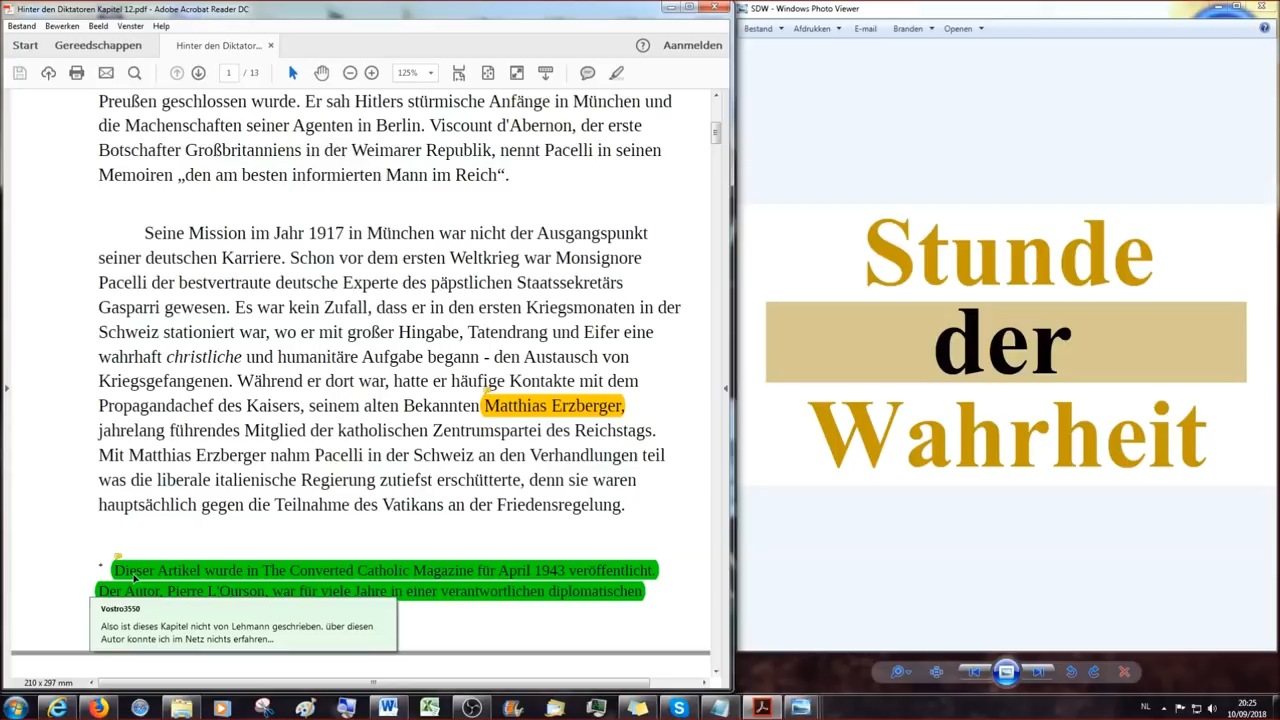 Hinter den Diktatoren Kapitel 12.pdf - Adobe Acrobat Reader DC
Bestand Bewerken Beeld Venster Help
Start Gereedschappen Hinter den Diktator... × Aanmelden
1 / 13 125%
Preußen geschlossen wurde. Er sah Hitlers stürmische Anfänge in München und
die Machenschaften seiner Agenten in Berlin. Viscount d'Abernon, der erste
Botschafter Großbritanniens in der Weimarer Republik, nennt Pacelli in seinen
Memoiren „den am besten informierten Mann im Reich“.
Seine Mission im Jahr 1917 in München war nicht der Ausgangspunkt
seiner deutschen Karriere. Schon vor dem ersten Weltkrieg war Monsignore
Pacelli der bestvertraute deutsche Experte des päpstlichen Staatssekretärs
Gasparri gewesen. Es war kein Zufall, dass er in den ersten Kriegsmonaten in der
Schweiz stationiert war, wo er mit großer Hingabe, Tatendrang und Eifer eine
wahrhaft christliche und humanitäre Aufgabe begann - den Austausch von
Kriegsgefangenen. Während er dort war, hatte er häufige Kontakte mit dem
Propagandachef des Kaisers, seinem alten Bekannten Matthias Erzberger,
jahrelang führendes Mitglied der katholischen Zentrumspartei des Reichstags.
Mit Matthias Erzberger nahm Pacelli in der Schweiz an den Verhandlungen teil
was die liberale italienische Regierung zutiefst erschütterte, denn sie waren
hauptsächlich gegen die Teilnahme des Vatikans an der Friedensregelung.
* Dieser Artikel wurde in The Converted Catholic Magazine für April 1943 veröffentlicht.
Der Autor, Pierre L'Ourson, war für viele Jahre in einer verantwortlichen diplomatischen
Vostro3550
Also ist dieses Kapitel nicht von Lehmann geschrieben. über diesen
Autor konnte ich im Netz nichts erfahren...
210 x 297 mm
SDW - Windows Photo Viewer
Bestand Afdrukken E-mail Branden Openen
Stunde
der
Wahrheit
NL
20:25
10/09/2018